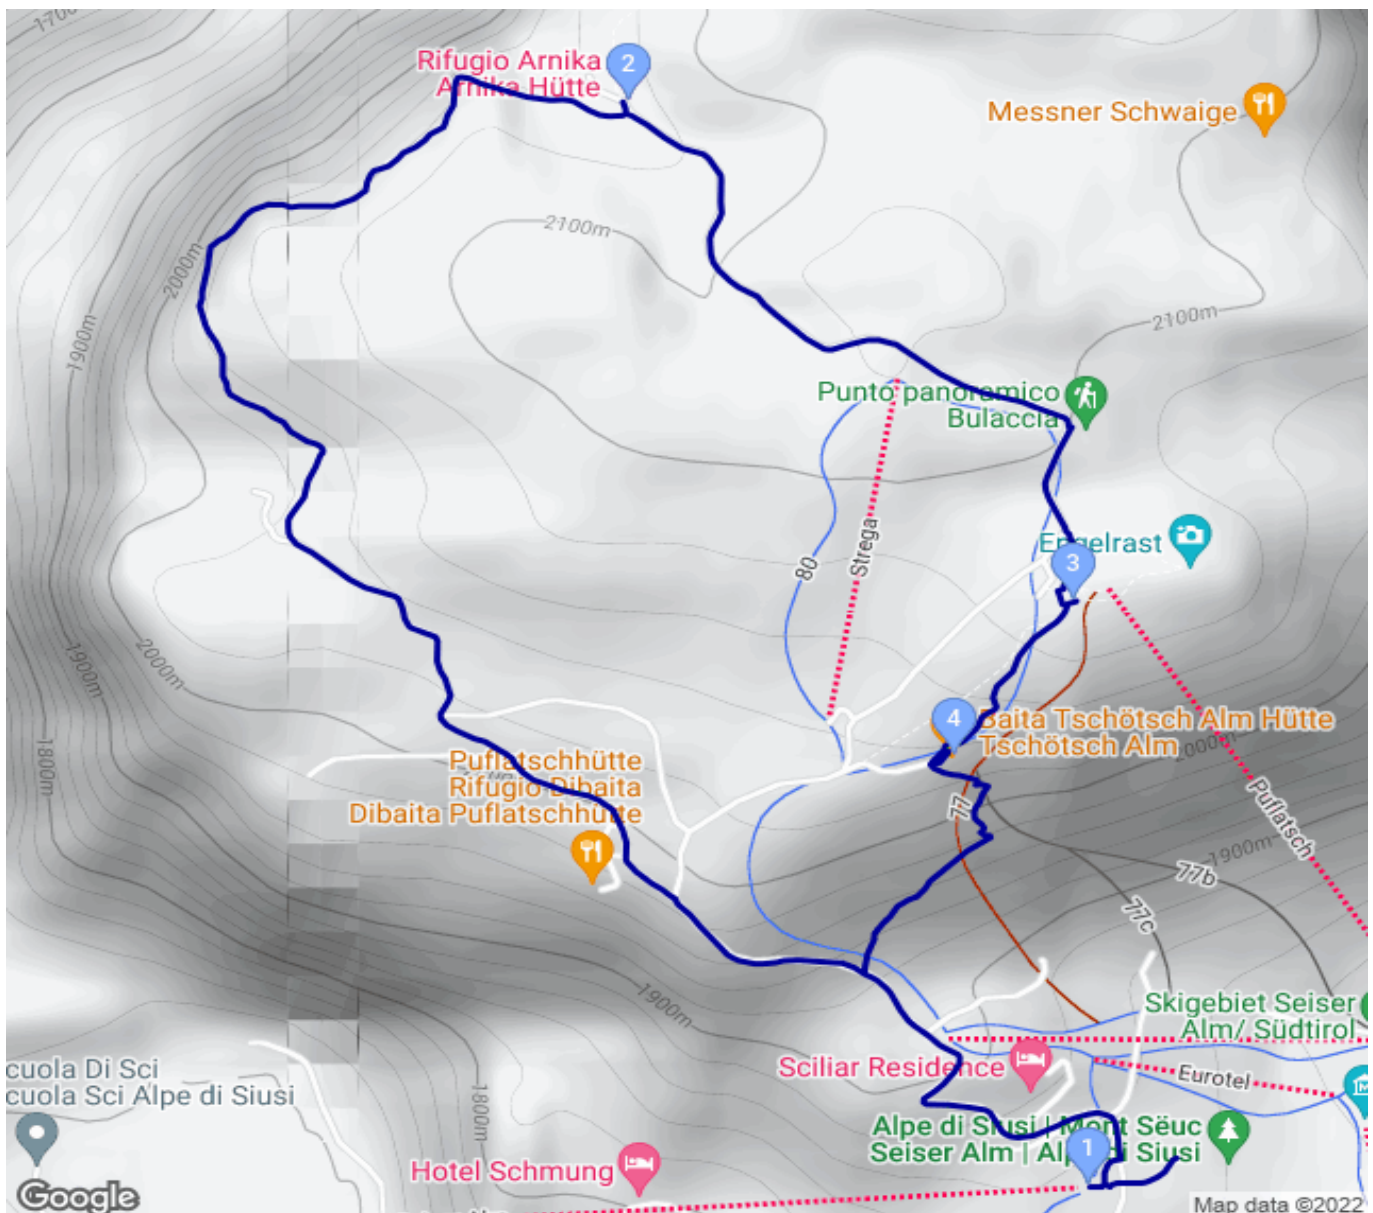 1700m
Rifugio Arnika
Arnika Hütte
2
Messner Schwaige
2100m
2000m
2100m
1900m
Punto panoramico
Bulaccia
Strega
80
Engelrast
3
2000m
1900m
4
Baita Tschötsch Alm Hütte
Tschötsch Alm
2000m
1800m
Puflatschhütte
Rifugio Dibaita
Dibaita Puflatschhütte
77
Puflatsch
1900m
77b
77c
1900m
Skigebiet Seiser
Alm/ Südtirol
Sciliar Residence
Eurotel
cuola Di Sci
cuola Sci Alpe di Siusi
1800m
Alpe di Siusi | Mont Sëuc
Seiser Alm | Alpe di Siusi
1
Hotel Schmung
Google
Map data ©2022